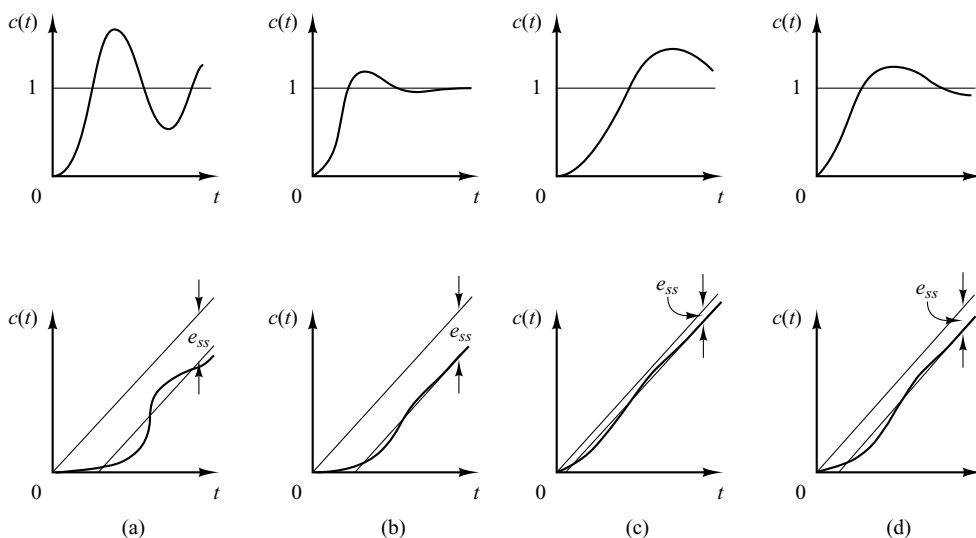 c(t) c(t) c(t) c(t)
1 1 1 1
0 t 0 t 0 t 0
e_ss e_ss
c(t) e_ss c(t) e_ss c(t) c(t)
0 t 0 t 0 t 0
(a) (b) (c) (d)